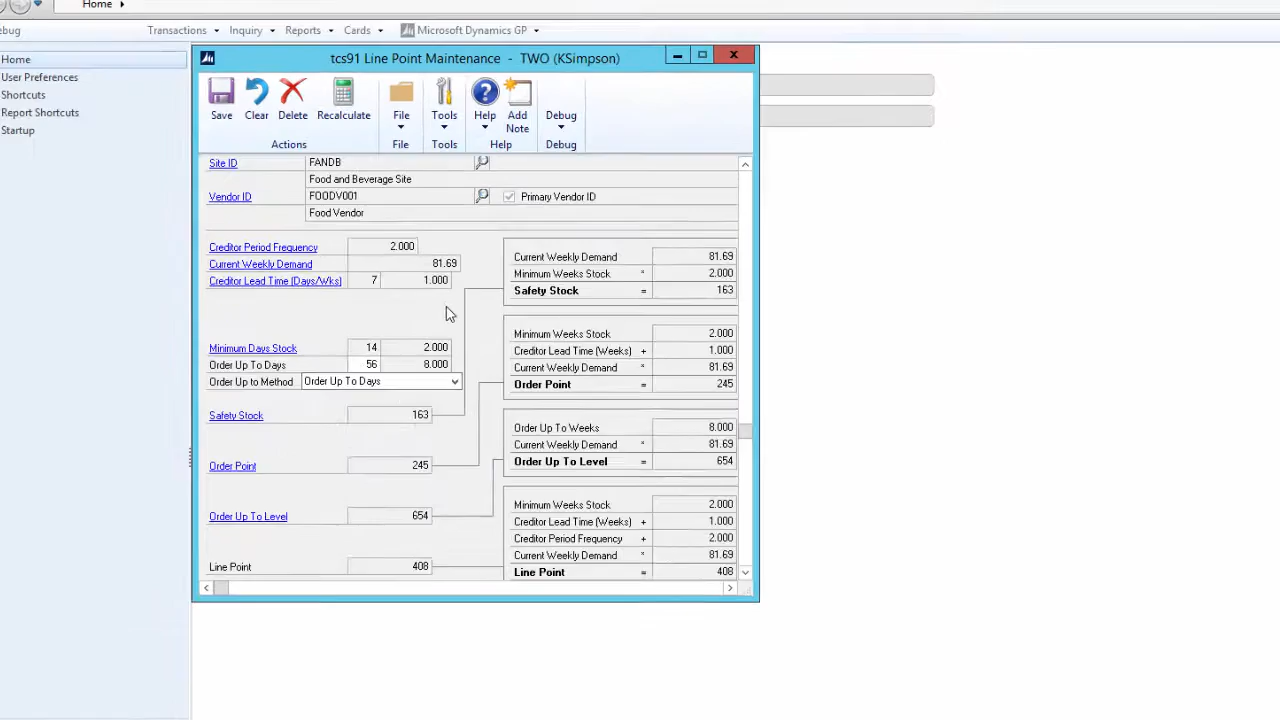 Home
ebug
Transactions Inquiry Reports Cards Microsoft Dynamics GP
Home
User Preferences
Shortcuts
Report Shortcuts
Startup
tcs91 Line Point Maintenance - TWO (KSimpson)
Save Clear Delete Recalculate File Tools Help Add Note Debug
Actions File Tools Help Debug
Site ID FANDB
Food and Beverage Site
Vendor ID FOODV001 Primary Vendor ID
Food Vendor
Creditor Period Frequency 2.000
Current Weekly Demand 81.69
Creditor Lead Time (Days/Wks) 7 1.000
Minimum Days Stock 14 2.000
Order Up To Days 56 8.000
Order Up to Method Order Up To Days
Safety Stock 163
Order Point 245
Order Up To Level 654
Line Point 408
Current Weekly Demand 81.69
Minimum Weeks Stock * 2.000
Safety Stock = 163
Minimum Weeks Stock 2.000
Creditor Lead Time (Weeks) + 1.000
Current Weekly Demand * 81.69
Order Point = 245
Order Up To Weeks 8.000
Current Weekly Demand * 81.69
Order Up To Level = 654
Minimum Weeks Stock 2.000
Creditor Lead Time (Weeks) + 1.000
Creditor Period Frequency + 2.000
Current Weekly Demand * 81.69
Line Point = 408